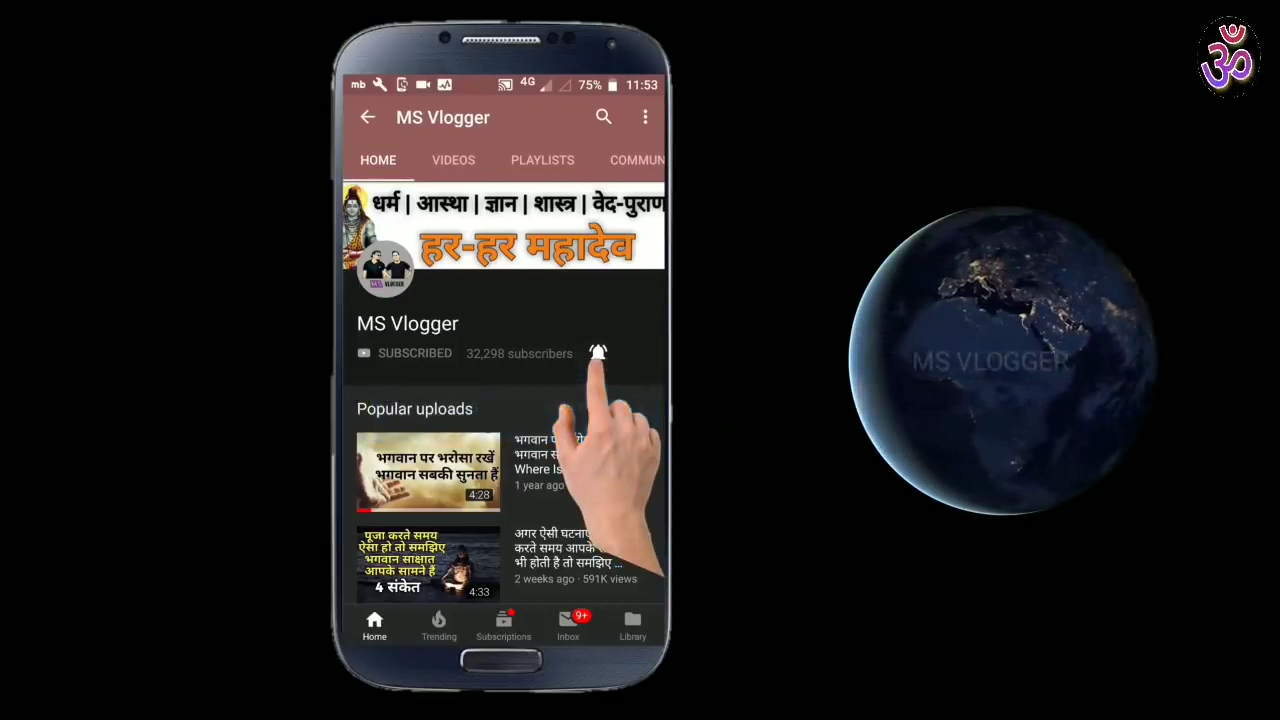 mb 4G 75% 11:53
MS Vlogger
HOME VIDEOS PLAYLISTS COMMUN
धर्म | आस्था | ज्ञान | शास्त्र | वेद-पुराण
हर-हर महादेव
MS VLOGGER
MS Vlogger
SUBSCRIBED 32,298 subscribers
Popular uploads
भगवान पर भरोसा रखें
भगवान सबकी सुनता हैं
4:28
भगवान
भगवान
Where Is
1 year ago
पूजा करते समय
ऐसा हो तो समझिए
भगवान साक्षात
आपके सामने हैं
4 संकेत
4:33
अगर ऐसी
करते समय आपके
भी होती है तो समझिए ...
2 weeks ago · 591K views
Home Trending Subscriptions Inbox 9+ Library
ॐ
MS VLOGGER